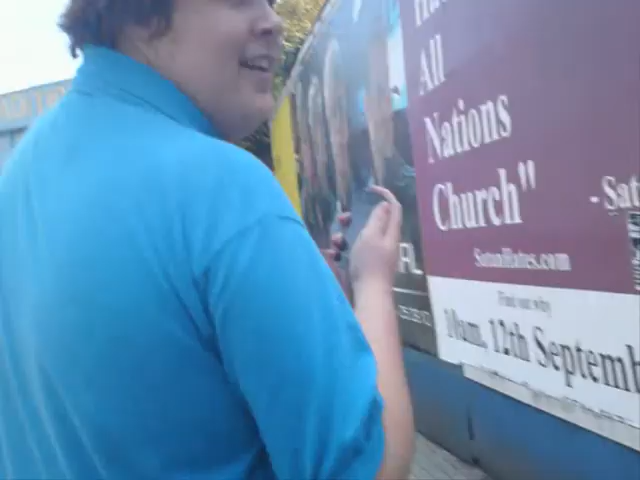 All
Nations
Church"
- Sat
SatanHates.com
Find out why
10am, 12th Septemb